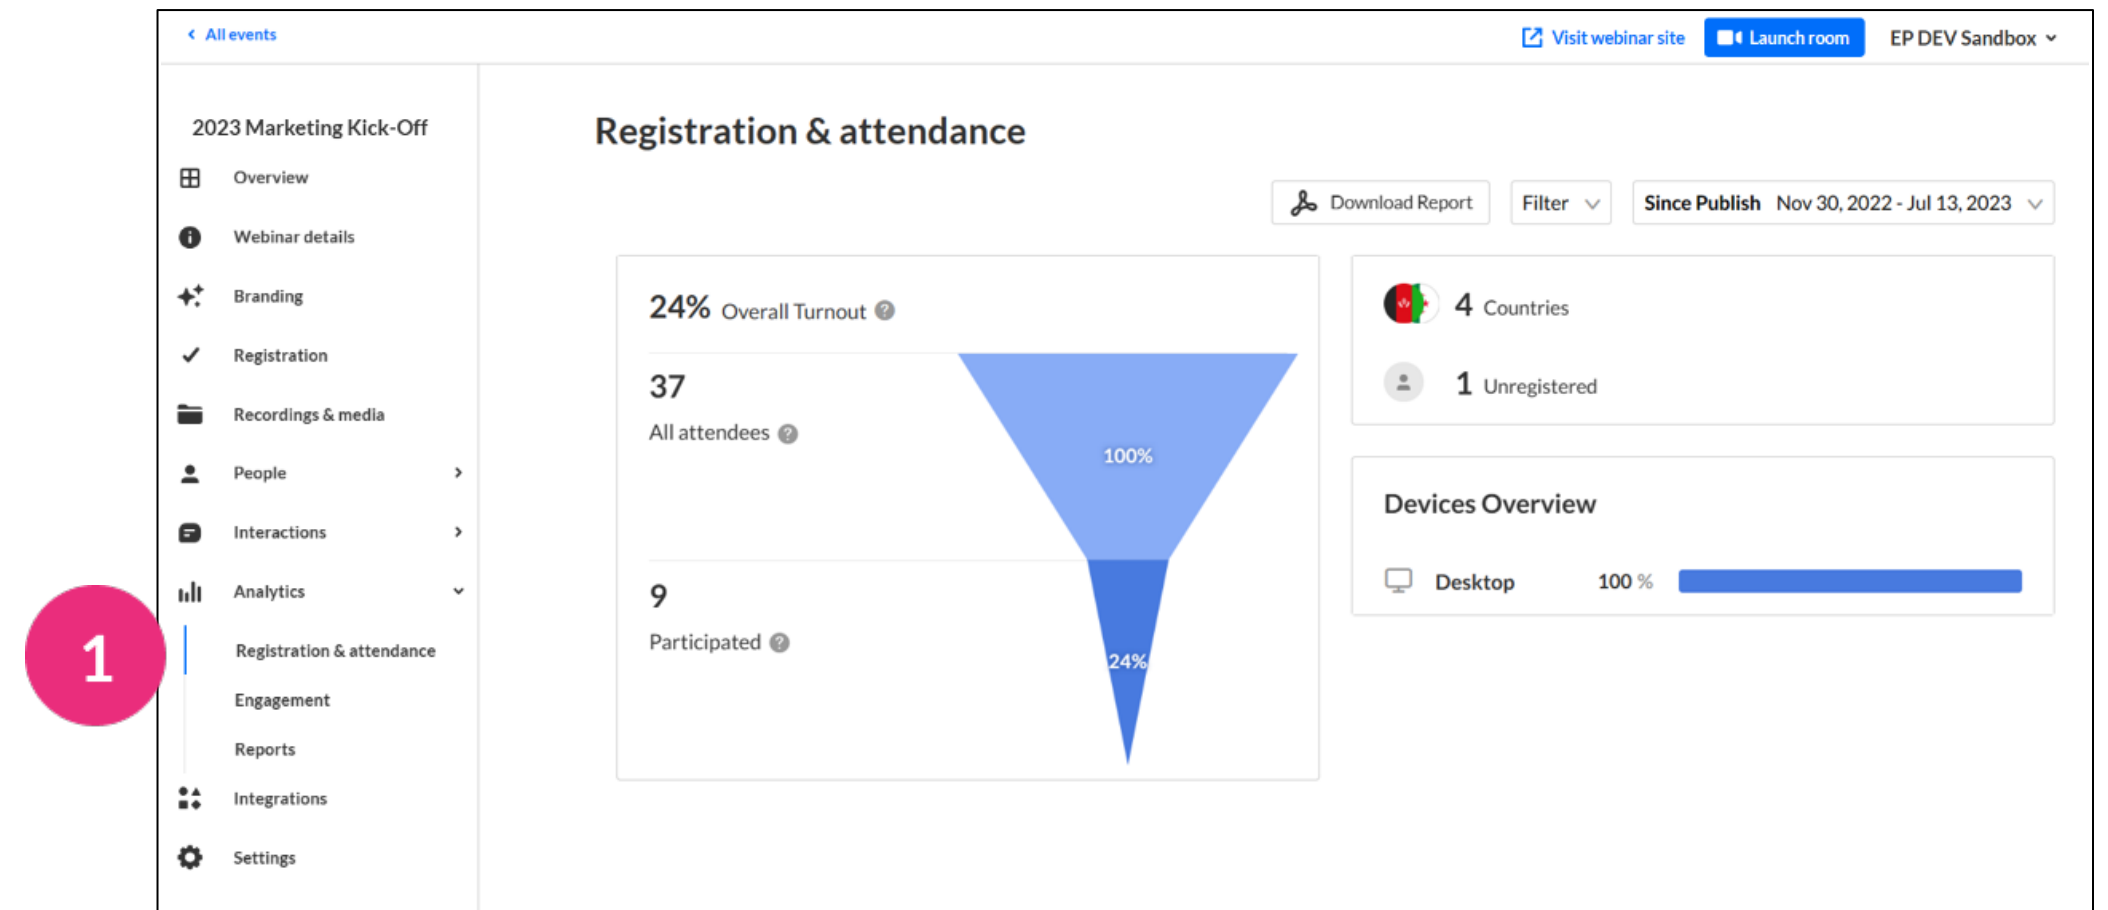 All events
Visit webinar site
Launch room
EP DEV Sandbox
2023 Marketing Kick-Off
Overview
Webinar details
Branding
Registration
Recordings & media
People
Interactions
Analytics
1
Registration & attendance
Engagement
Reports
Integrations
Settings
Registration & attendance
Download Report
Filter
Since Publish Nov 30, 2022 - Jul 13, 2023
24% Overall Turnout ?
37
All attendees ?
100%
9
Participated ?
24%
4 Countries
1 Unregistered
Devices Overview
Desktop 100 %